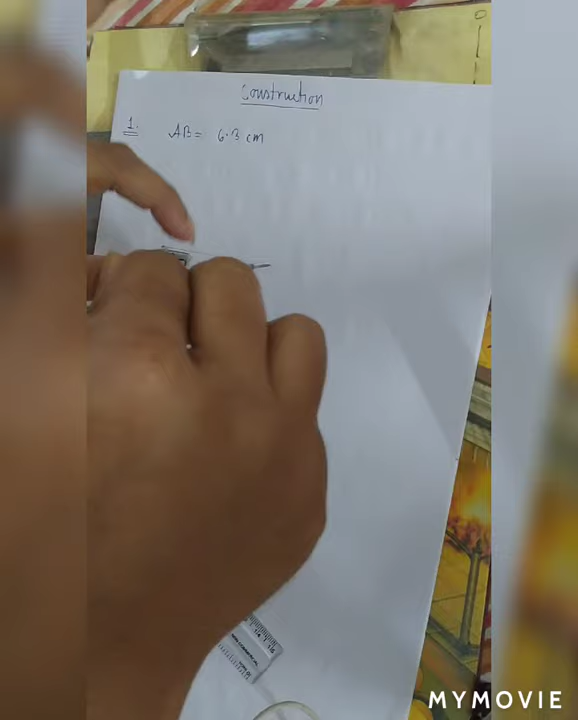 Construction
1. AB = 6.3 cm
MYMOVIE